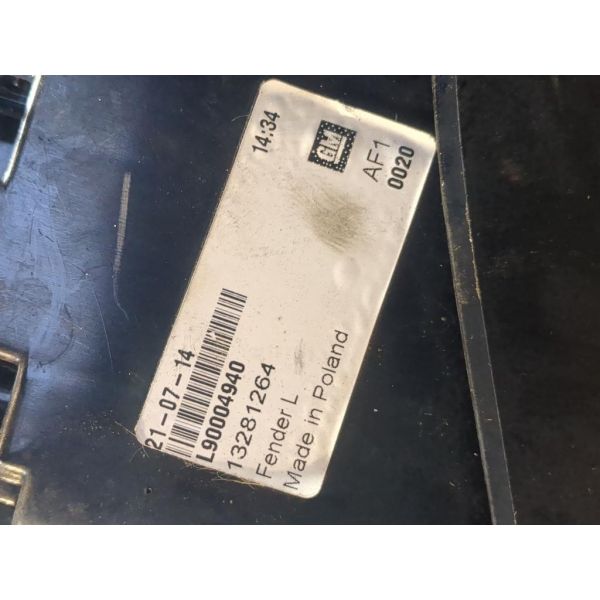 21-07-14 14:34
GM
AF1
0020
L90004940
13281264
Fender L
Made in Poland